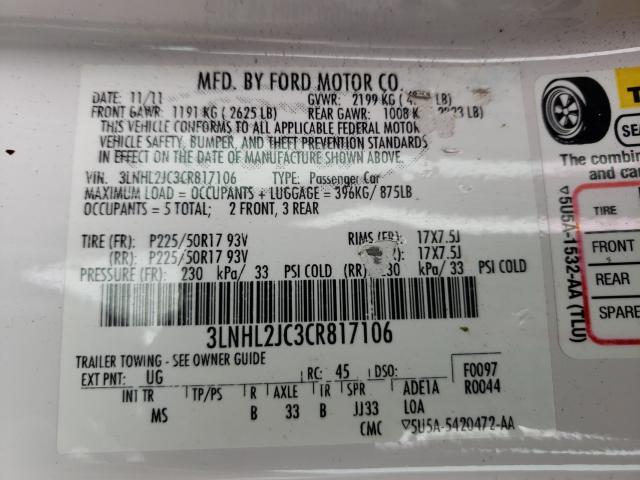 MFD. BY FORD MOTOR CO.
DATE: 11/11 GVWR: 2199 KG ( LB)
FRONT GAWR: 1191 KG ( 2625 LB) REAR GAWR: 1008 K 23 LB)
THIS VEHICLE CONFORMS TO ALL APPLICABLE FEDERAL MOTOR
VEHICLE SAFETY, BUMPER, AND THEFT PREVENTION STANDARDS
IN EFFECT ON THE DATE OF MANUFACTURE SHOWN ABOVE.
VIN: 3LNHL2JC3CR817106 TYPE: Passenger Car
MAXIMUM LOAD = OCCUPANTS + LUGGAGE = 396KG/ 875LB
OCCUPANTS = 5 TOTAL; 2 FRONT, 3 REAR
TIRE (FR): P225/50R17 93V RIMS (FR): 17X7.5J
(RR): P225/50R17 93V 17X7.5J
PRESSURE (FR): 230 kPa/ 33 PSI COLD (RR): 30 kPa/ 33 PSI COLD
3LNHL2JC3CR817106
TRAILER TOWING - SEE OWNER GUIDE
EXT PNT: UG RC: 45 DSO: F0097
INT TR TP/PS R AXLE TR SPR ADE1A R0044
MS B 33 B JJ33 LOA
CMC ▽5U5A-5420472-AA
SEA
The combin
and car
TIRE
FRONT
REAR
SPARE
▽5U5A-1532-AA (TLU)